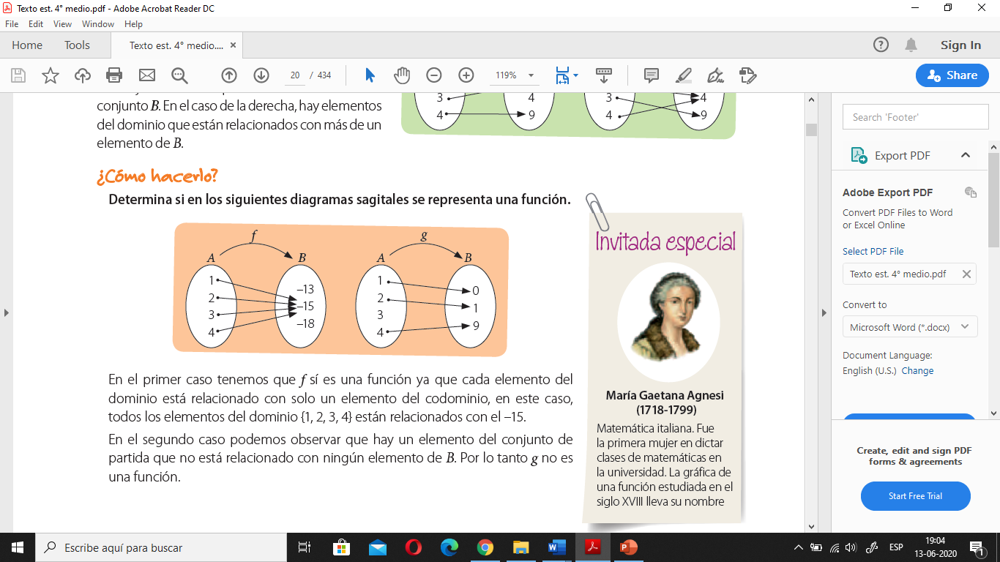 Texto est. 4° medio.pdf - Adobe Acrobat Reader DC
File Edit View Window Help
Home Tools Texto est. 4° medio.... × Sign In
20 / 434 119% Share
conjunto B. En el caso de la derecha, hay elementos
del dominio que están relacionados con más de un
elemento de B.
3 4 3 4
4 9 4 9
¿Cómo hacerlo?
Determina si en los siguientes diagramas sagitales se representa una función.
f
A B
1
2
3
4
–13
–15
–18
g
A B
1
2
3
4
0
1
9
En el primer caso tenemos que f sí es una función ya que cada elemento del
dominio está relacionado con solo un elemento del codominio, en este caso,
todos los elementos del dominio {1, 2, 3, 4} están relacionados con el –15.
En el segundo caso podemos observar que hay un elemento del conjunto de
partida que no está relacionado con ningún elemento de B. Por lo tanto g no es
una función.
Invitada especial
María Gaetana Agnesi
(1718-1799)
Matemática italiana. Fue
la primera mujer en dictar
clases de matemáticas en
la universidad. La gráfica de
una función estudiada en el
siglo XVIII lleva su nombre
Search 'Footer'
Export PDF
Adobe Export PDF
Convert PDF Files to Word
or Excel Online
Select PDF File
Texto est. 4° medio.pdf
Convert to
Microsoft Word (*.docx)
Document Language:
English (U.S.) Change
Create, edit and sign PDF
forms & agreements
Start Free Trial
Escribe aquí para buscar
ESP
19:04
13-06-2020
1